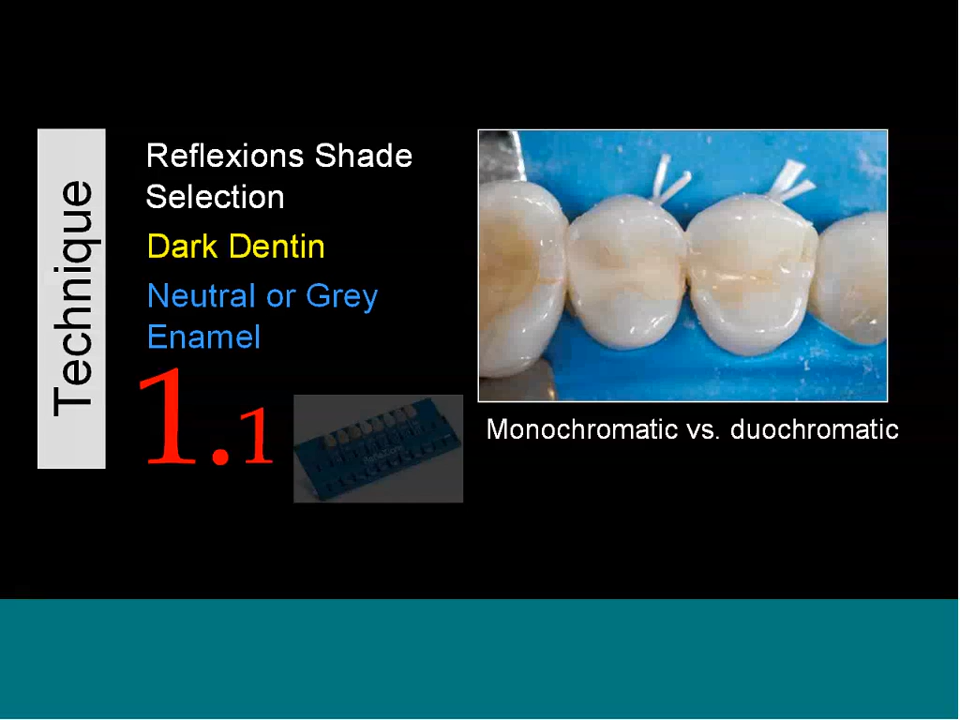 Technique
Reflexions Shade
Selection
Dark Dentin
Neutral or Grey
Enamel
1.1
Monochromatic vs. duochromatic